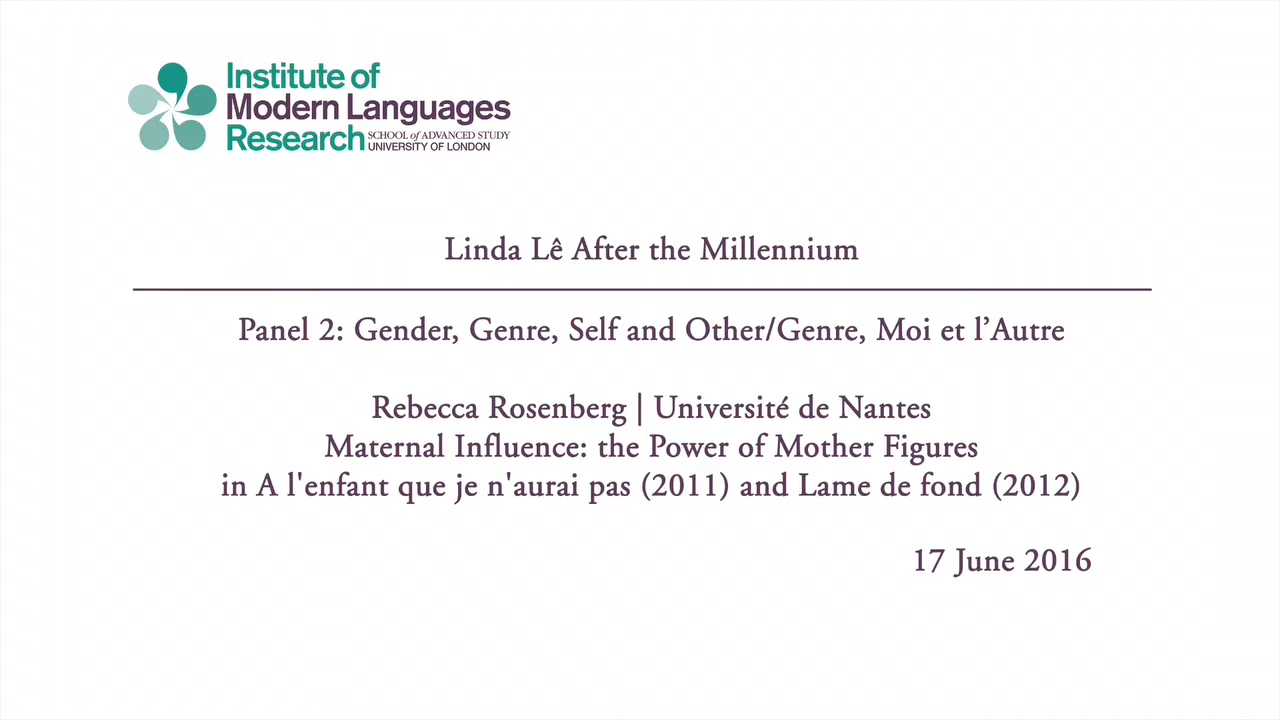 Institute of
Modern Languages
Research SCHOOL of ADVANCED STUDY
UNIVERSITY OF LONDON
Linda Lê After the Millennium
Panel 2: Gender, Genre, Self and Other/Genre, Moi et l’Autre
Rebecca Rosenberg | Université de Nantes
Maternal Influence: the Power of Mother Figures
in A l'enfant que je n'aurai pas (2011) and Lame de fond (2012)
17 June 2016